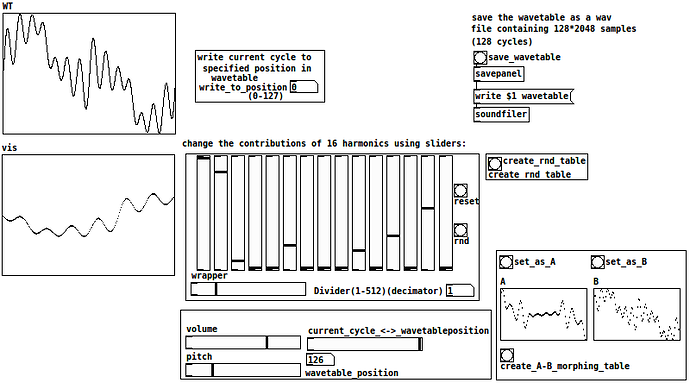 WT
save the wavetable as a wav
file containing 128*2048 samples
(128 cycles)
write current cycle to
specified position in
wavetable
write_to_position 0
(0-127)
save_wavetable
savepanel
write $1 wavetable
soundfiler
vis
change the contributions of 16 harmonics using sliders:
create_rnd_table
create rnd table
reset
rnd
wrapper
Divider(1-512)(decimator) 1
set_as_A
set_as_B
A
B
create_A-B_morphing_table
volume
current_cycle_<->_wavetableposition
pitch
126
wavetable_position